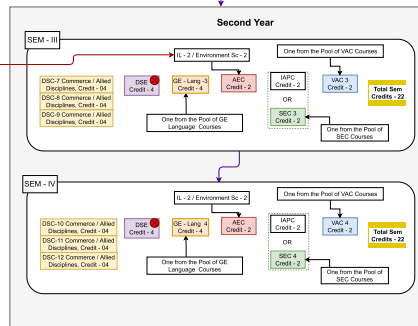 Second Year
SEM - III
IL - 2 / Environment Sc - 2
One from the Pool of VAC Courses
DSC-7 Commerce / Allied
Disciplines, Credit - 04
DSC-8 Commerce / Allied
Disciplines, Credit - 04
DSC-9 Commerce / Allied
Disciplines, Credit - 04
DSE
Credit - 4
GE - Lang -3
Credit - 4
AEC
Credit - 2
IAPC
Credit - 2
OR
SEC 3
Credit - 2
VAC 3
Credit - 2
Total Sem
Credits - 22
One from the Pool of GE
Language Courses
One from the Pool of
SEC Courses
SEM - IV
IL - 2 / Environment Sc - 2
One from the Pool of VAC Courses
DSC-10 Commerce / Allied
Disciplines, Credit - 04
DSC-11 Commerce / Allied
Disciplines, Credit - 04
DSC-12 Commerce / Allied
Disciplines, Credit - 04
DSE
Credit - 4
GE - Lang 4
Credit - 4
AEC
Credit - 2
IAPC
Credit - 2
OR
SEC 4
Credit - 2
VAC 4
Credit - 2
Total Sem
Credits - 22
One from the Pool of GE
Language Courses
One from the Pool of
SEC Courses